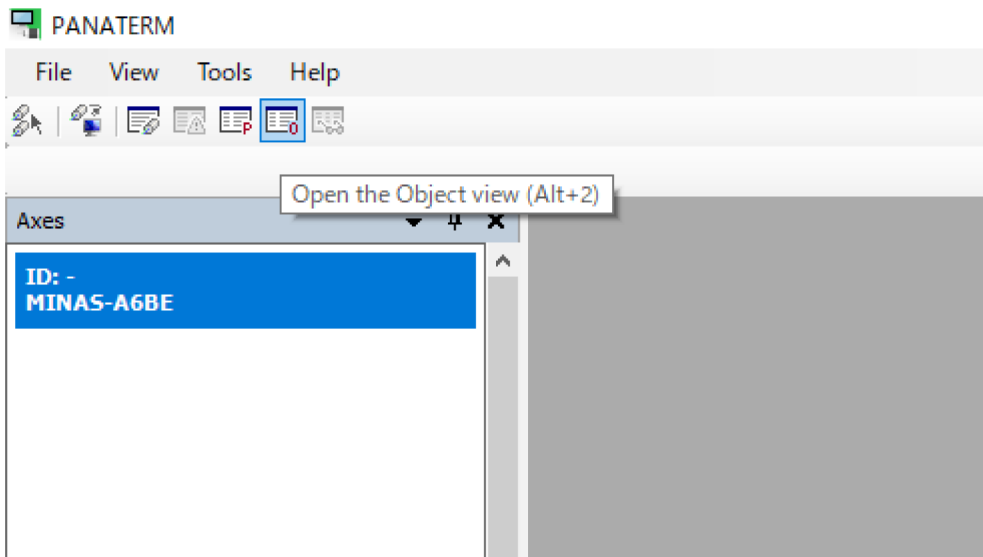 PANATERM
File View Tools Help
Open the Object view (Alt+2)
Axes
ID: -
MINAS-A6BE